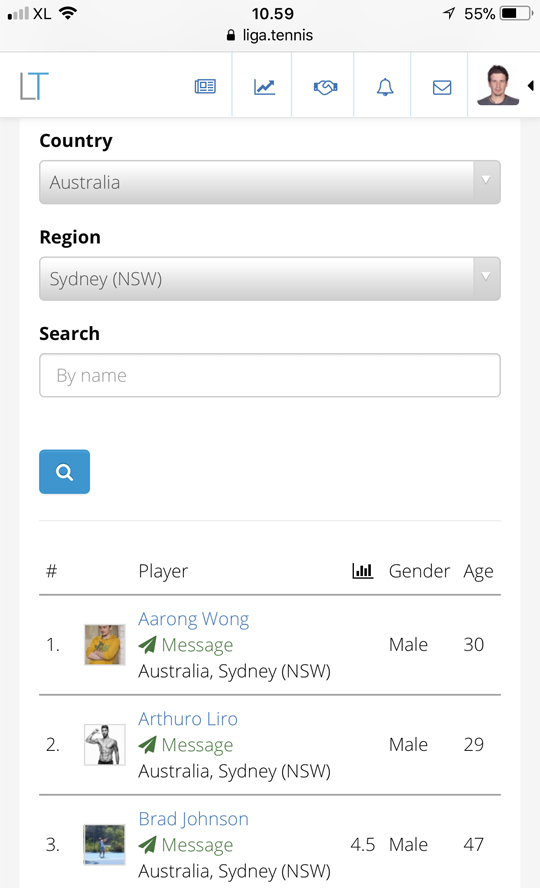 XL 10.59 55%
liga.tennis
LT
Country
Australia
Region
Sydney (NSW)
Search
By name
# Player Gender Age
Aarong Wong
1. Message Male 30
Australia, Sydney (NSW)
Arthuro Liro
2. Message Male 29
Australia, Sydney (NSW)
Brad Johnson
3. Message 4.5 Male 47
Australia, Sydney (NSW)